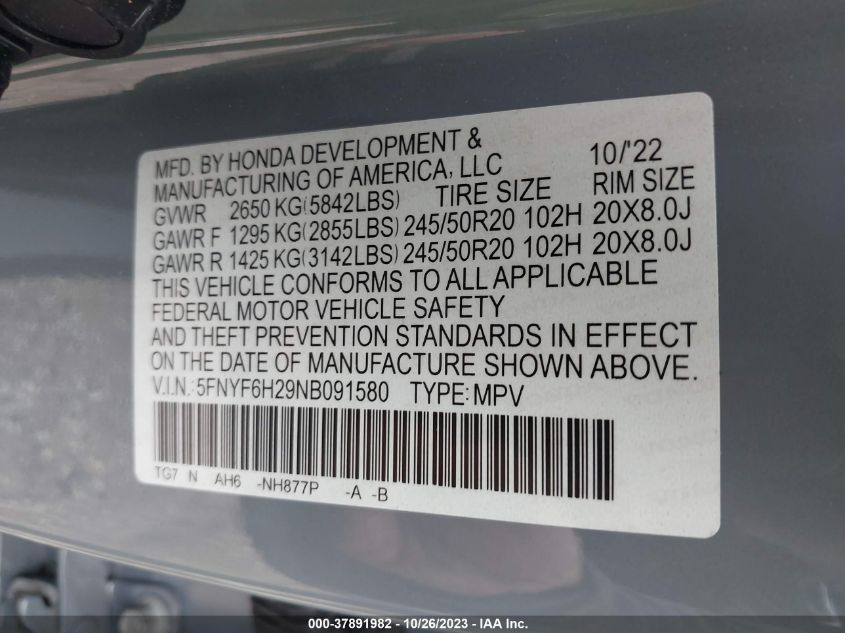 MFD. BY HONDA DEVELOPMENT & 10/'22
MANUFACTURING OF AMERICA, LLC
GVWR 2650 KG(5842LBS) TIRE SIZE RIM SIZE
GAWR F 1295 KG(2855LBS) 245/50R20 102H 20X8.0J
GAWR R 1425 KG(3142LBS) 245/50R20 102H 20X8.0J
THIS VEHICLE CONFORMS TO ALL APPLICABLE
FEDERAL MOTOR VEHICLE SAFETY
AND THEFT PREVENTION STANDARDS IN EFFECT
ON THE DATE OF MANUFACTURE SHOWN ABOVE.
V.I.N.: 5FNYF6H29NB091580 TYPE: MPV
TG7 N AH6 -NH877P -A -B
000-37891982 - 10/26/2023 - IAA Inc.